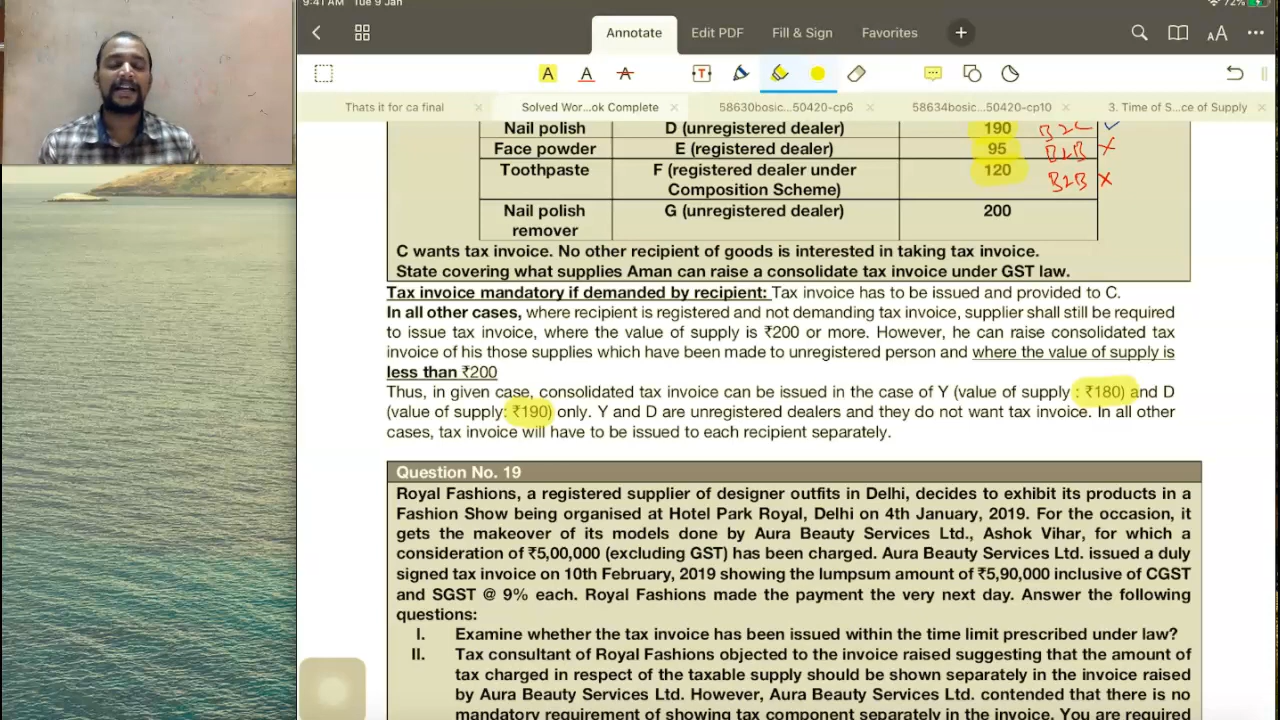 9:41 AM Tue 9 Jan
72%
Annotate
Edit PDF
Fill & Sign
Favorites
Thats it for ca final
Solved Wor...ok Complete
58630bosic...50420-cp6
58634bosic...50420-cp10
3. Time of S...ce of Supply
Nail polish D (unregistered dealer) 190 B2C
Face powder E (registered dealer) 95 B2B X
Toothpaste F (registered dealer under Composition Scheme) 120 B2B X
Nail polish remover G (unregistered dealer) 200
C wants tax invoice. No other recipient of goods is interested in taking tax invoice.
State covering what supplies Aman can raise a consolidate tax invoice under GST law.
Tax invoice mandatory if demanded by recipient: Tax invoice has to be issued and provided to C.
In all other cases, where recipient is registered and not demanding tax invoice, supplier shall still be required
to issue tax invoice, where the value of supply is ₹200 or more. However, he can raise consolidated tax
invoice of his those supplies which have been made to unregistered person and where the value of supply is
less than ₹200
Thus, in given case, consolidated tax invoice can be issued in the case of Y (value of supply : ₹180) and D
(value of supply: ₹190) only. Y and D are unregistered dealers and they do not want tax invoice. In all other
cases, tax invoice will have to be issued to each recipient separately.
Question No. 19
Royal Fashions, a registered supplier of designer outfits in Delhi, decides to exhibit its products in a
Fashion Show being organised at Hotel Park Royal, Delhi on 4th January, 2019. For the occasion, it
gets the makeover of its models done by Aura Beauty Services Ltd., Ashok Vihar, for which a
consideration of ₹5,00,000 (excluding GST) has been charged. Aura Beauty Services Ltd. issued a duly
signed tax invoice on 10th February, 2019 showing the lumpsum amount of ₹5,90,000 inclusive of CGST
and SGST @ 9% each. Royal Fashions made the payment the very next day. Answer the following
questions:
I. Examine whether the tax invoice has been issued within the time limit prescribed under law?
II. Tax consultant of Royal Fashions objected to the invoice raised suggesting that the amount of
tax charged in respect of the taxable supply should be shown separately in the invoice raised
by Aura Beauty Services Ltd. However, Aura Beauty Services Ltd. contended that there is no
mandatory requirement of showing tax component separately in the invoice. You are required